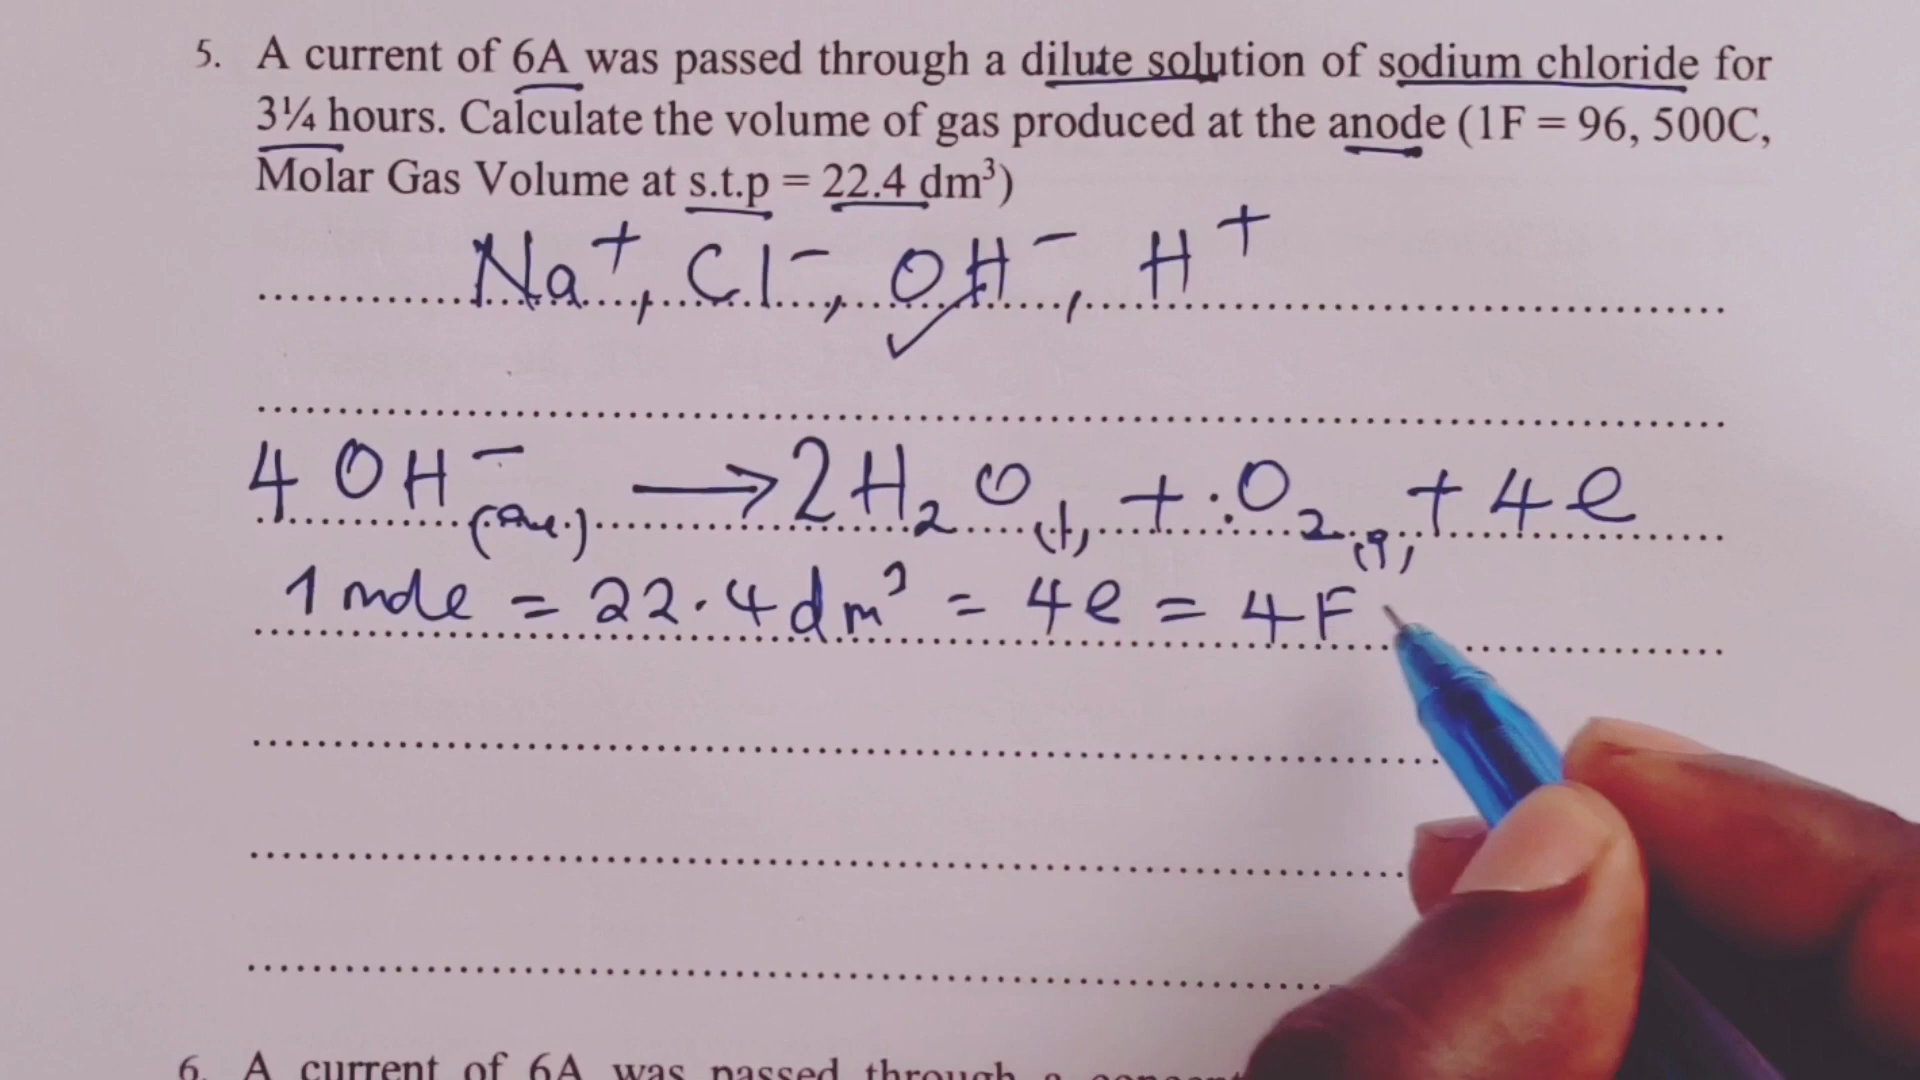 5. A current of 6A was passed through a dilute solution of sodium chloride for
3¼ hours. Calculate the volume of gas produced at the anode (1F = 96, 500C,
Molar Gas Volume at s.t.p = 22.4 dm³)
Na⁺, Cl⁻, OH⁻, H⁺
4 OH⁻(aq) → 2H₂O(l) + O₂(g) + 4e
1 mole = 22.4 dm³ = 4e = 4F
6. A current of 6A was passed through a